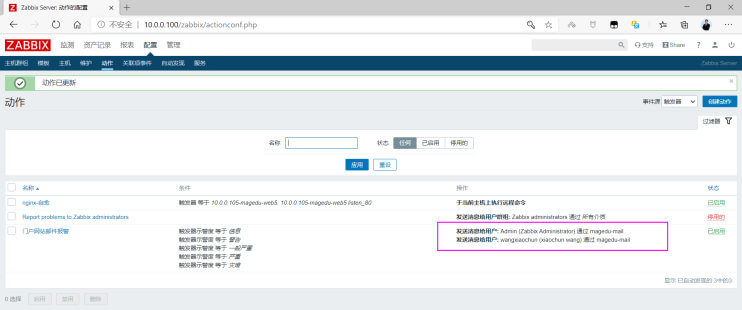 Zabbix Server: 动作的配置
不安全 | 10.0.0.100/zabbix/actionconf.php
ZABBIX 监测 资产记录 报表 配置 管理 支持 Share ?
主机群组 模板 主机 维护 动作 关联项事件 自动发现 服务 Zabbix Server
动作已更新
动作 事件源 触发器 创建动作
过滤器
名称 状态 任何 已启用 停用的
应用 重设
名称 条件 操作 状态
nginx-自愈 触发器 等于 10.0.0.105-magedu-web5: 10.0.0.105-magedu-web5 listen_80 于当前主机上执行远程命令 已启用
Report problems to Zabbix administrators 发送消息给用户群组: Zabbix administrators 通过 所有介质 停用的
门户网站邮件报警 触发器示警度 等于 信息 发送消息给用户: Admin (Zabbix Administrator) 通过 magedu-mail 已启用
触发器示警度 等于 警告 发送消息给用户: wangxiaochun (xiaochun wang) 通过 magedu-mail
触发器示警度 等于 一般严重
触发器示警度 等于 严重
触发器示警度 等于 灾难
显示 已自动发现的 3中的3
0 选择 启用 禁用 删除